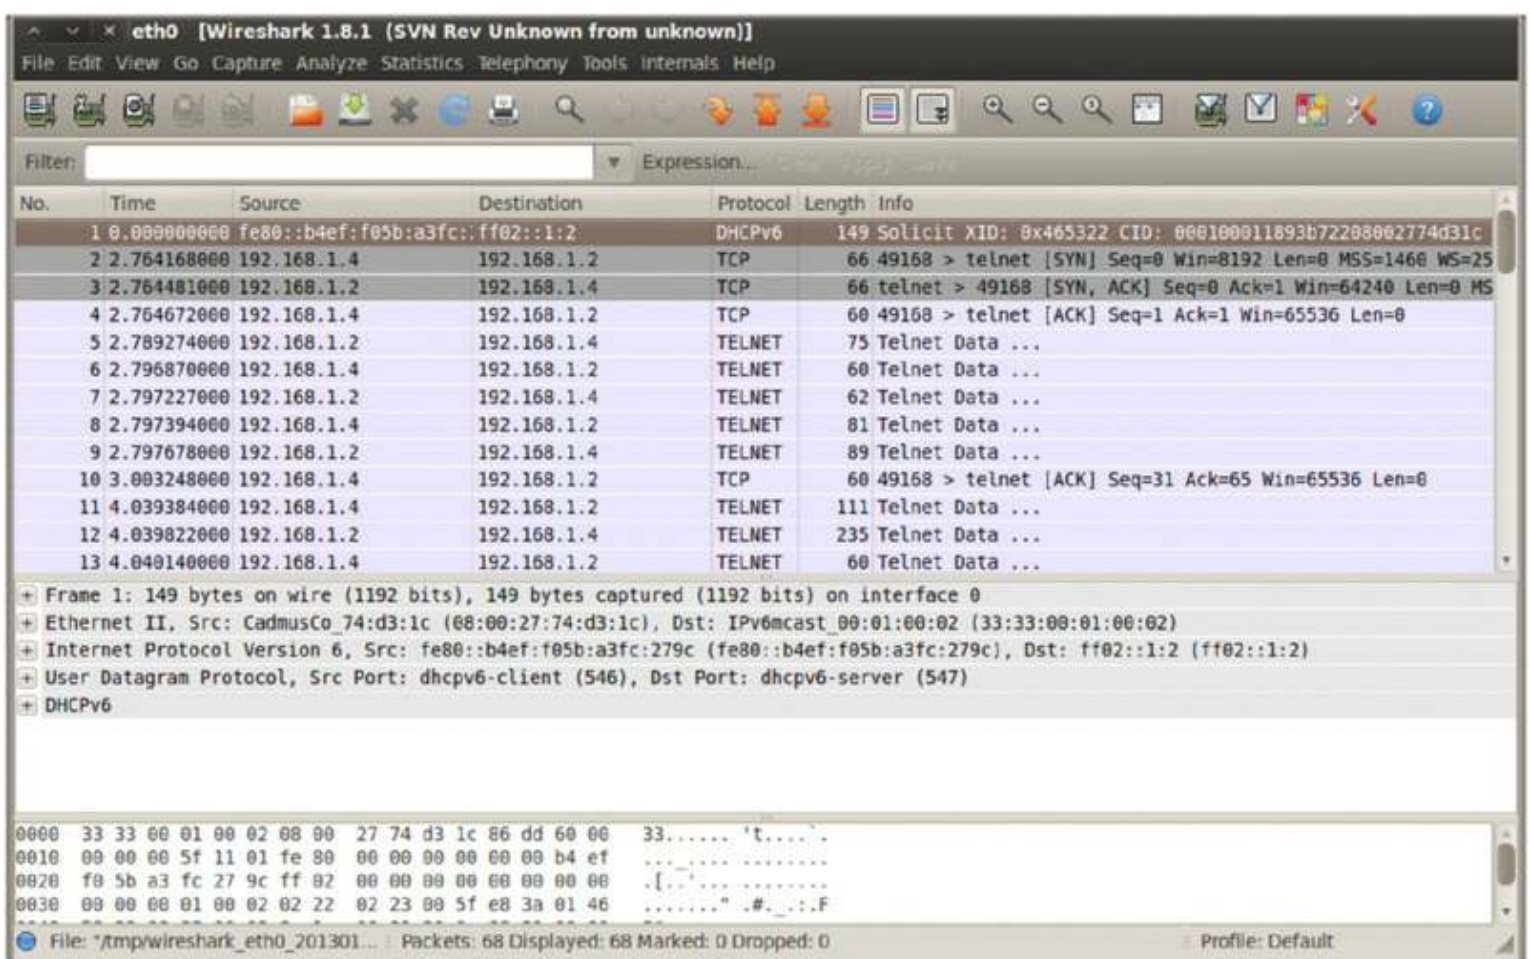 eth0 [Wireshark 1.8.1 (SVN Rev Unknown from unknown)]
File Edit View Go Capture Analyze Statistics Telephony Tools Internals Help
Filter: Expression...
No. Time Source Destination Protocol Length Info
1 0.000000000 fe80::b4ef:f05b:a3fc:: ff02::1:2 DHCPv6 149 Solicit XID: 0x465322 CID: 000100011893b72208002774d31c
2 2.764168000 192.168.1.4 192.168.1.2 TCP 66 49168 > telnet [SYN] Seq=0 Win=8192 Len=0 MSS=1460 WS=25
3 2.764481000 192.168.1.2 192.168.1.4 TCP 66 telnet > 49168 [SYN, ACK] Seq=0 Ack=1 Win=64240 Len=0 MS
4 2.764672000 192.168.1.4 192.168.1.2 TCP 60 49168 > telnet [ACK] Seq=1 Ack=1 Win=65536 Len=0
5 2.789274000 192.168.1.2 192.168.1.4 TELNET 75 Telnet Data ...
6 2.796870000 192.168.1.4 192.168.1.2 TELNET 60 Telnet Data ...
7 2.797227000 192.168.1.2 192.168.1.4 TELNET 62 Telnet Data ...
8 2.797394000 192.168.1.4 192.168.1.2 TELNET 81 Telnet Data ...
9 2.797678000 192.168.1.2 192.168.1.4 TELNET 89 Telnet Data ...
10 3.003248000 192.168.1.4 192.168.1.2 TCP 60 49168 > telnet [ACK] Seq=31 Ack=65 Win=65536 Len=0
11 4.039384000 192.168.1.4 192.168.1.2 TELNET 111 Telnet Data ...
12 4.039822000 192.168.1.2 192.168.1.4 TELNET 235 Telnet Data ...
13 4.040140000 192.168.1.4 192.168.1.2 TELNET 60 Telnet Data ...
+ Frame 1: 149 bytes on wire (1192 bits), 149 bytes captured (1192 bits) on interface 0
+ Ethernet II, Src: CadmusCo_74:d3:1c (08:00:27:74:d3:1c), Dst: IPv6mcast_00:01:00:02 (33:33:00:01:00:02)
+ Internet Protocol Version 6, Src: fe80::b4ef:f05b:a3fc:279c (fe80::b4ef:f05b:a3fc:279c), Dst: ff02::1:2 (ff02::1:2)
+ User Datagram Protocol, Src Port: dhcpv6-client (546), Dst Port: dhcpv6-server (547)
+ DHCPv6
0000 33 33 00 01 00 02 08 00 27 74 d3 1c 86 dd 60 00 33...... 't....`.
0010 00 00 00 5f 11 01 fe 80 00 00 00 00 00 00 b4 ef ..._.... ........
0020 f0 5b a3 fc 27 9c ff 02 00 00 00 00 00 00 00 00 .[..'... ........
0030 00 00 00 01 00 02 02 22 02 23 00 5f e8 3a 01 46 ......." .#._.:.F
File: "/tmp/wireshark_eth0_201301... Packets: 68 Displayed: 68 Marked: 0 Dropped: 0 Profile: Default